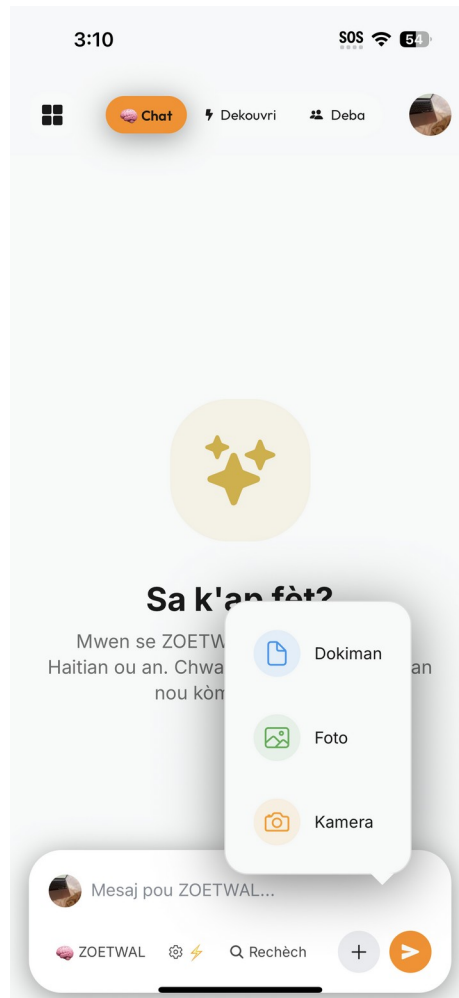 3:10
SOS
54
Chat
Dekouvri
Deba
Sa k'ap fèt?
Mwen se ZOETW
Haitian ou an. Chwa
an
nou kòm
Dokiman
Foto
Kamera
Mesaj pou ZOETWAL...
ZOETWAL
Rechèch